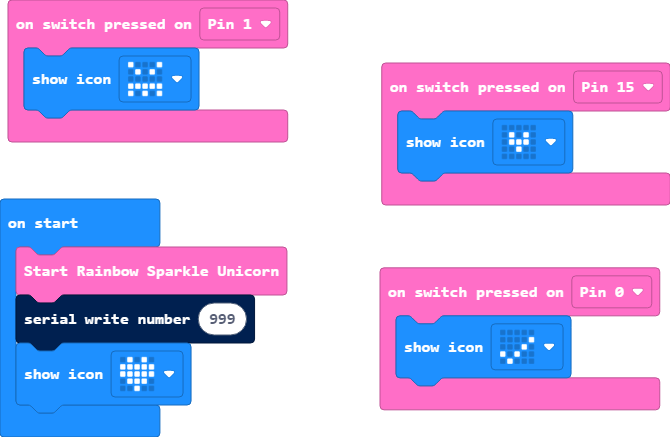 on switch pressed on Pin 1
show icon
on switch pressed on Pin 15
show icon
on start
Start Rainbow Sparkle Unicorn
serial write number 999
show icon
on switch pressed on Pin 0
show icon